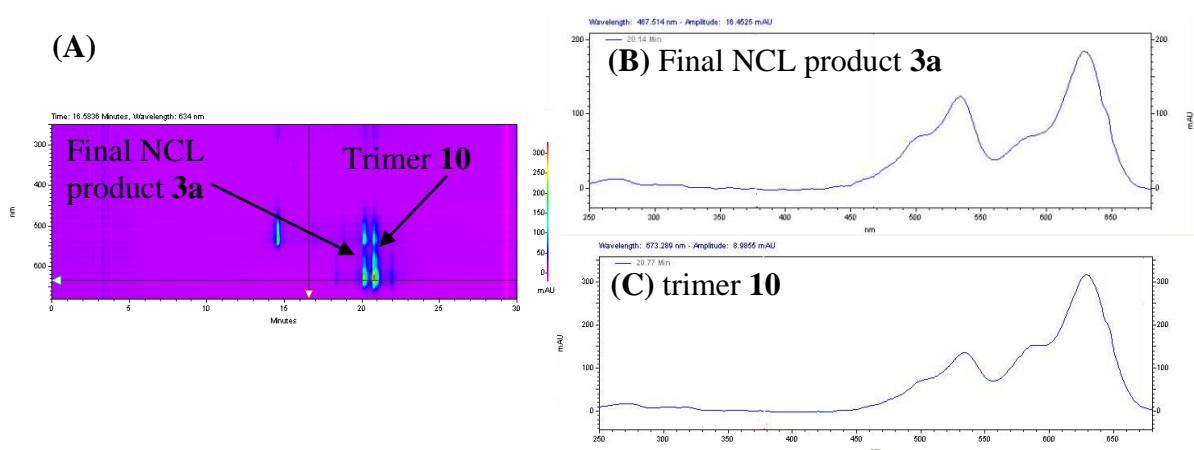 (A)
Time: 16.5836 Minutes, Wavelength: 634 nm
Final NCL
product 3a
Trimer 10
300
400
500
600
nm
0 5 10 15 20 25 30
Minutes
300
250
200
150
100
50
0
mAU
Wavelength: 467.514 nm - Amplitude: 18.4525 mAU
20.14 Min
(B) Final NCL product 3a
200
100
0
200
100
0
mAU
250 300 350 400 450 500 550 600 650
nm
Wavelength: 673.289 nm - Amplitude: 8.9855 mAU
20.77 Min
(C) trimer 10
300
200
100
0
mAU
300
200
100
0
250 300 350 400 450 500 550 600 650